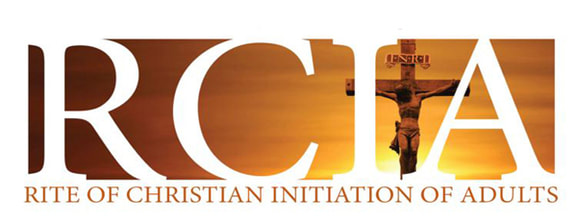 RCIA
INRI
RITE OF CHRISTIAN INITIATION OF ADULTS